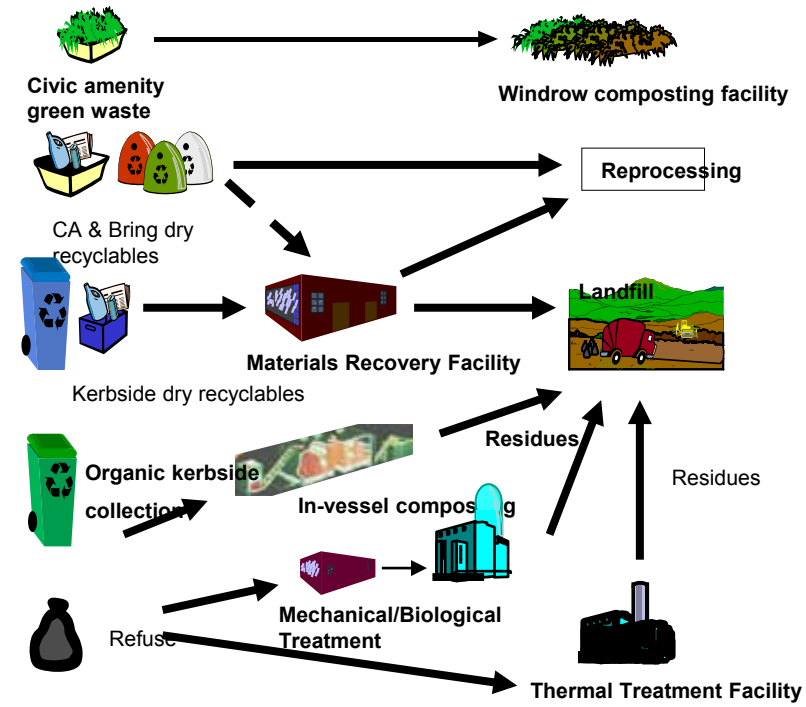 Civic amenity
green waste
Windrow composting facility
Reprocessing
CA & Bring dry
recyclables
Landfill
Materials Recovery Facility
Kerbside dry recyclables
Residues
Organic kerbside
collection
Residues
In-vessel composting
Mechanical/Biological
Treatment
Refuse
Thermal Treatment Facility